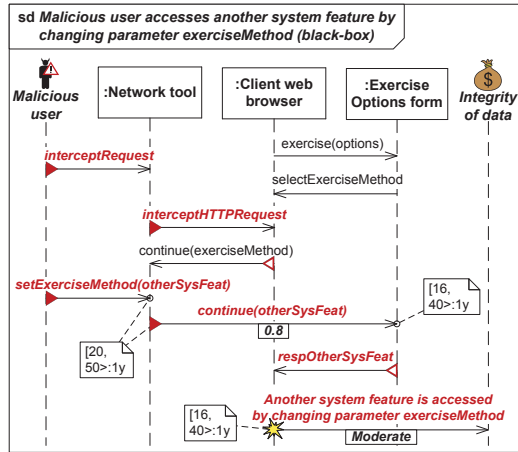 sd Malicious user accesses another system feature by
changing parameter exerciseMethod (black-box)
Malicious
user
:Network tool
:Client web
browser
:Exercise
Options form
$
Integrity
of data
exercise(options)
interceptRequest
selectExerciseMethod
interceptHTTPRequest
continue(exerciseMethod)
setExerciseMethod(otherSysFeat)
[16,
40>:1y
continue(otherSysFeat)
0.8
[20,
50>:1y
respOtherSysFeat
Another system feature is accessed
by changing parameter exerciseMethod
[16,
40>:1y
Moderate